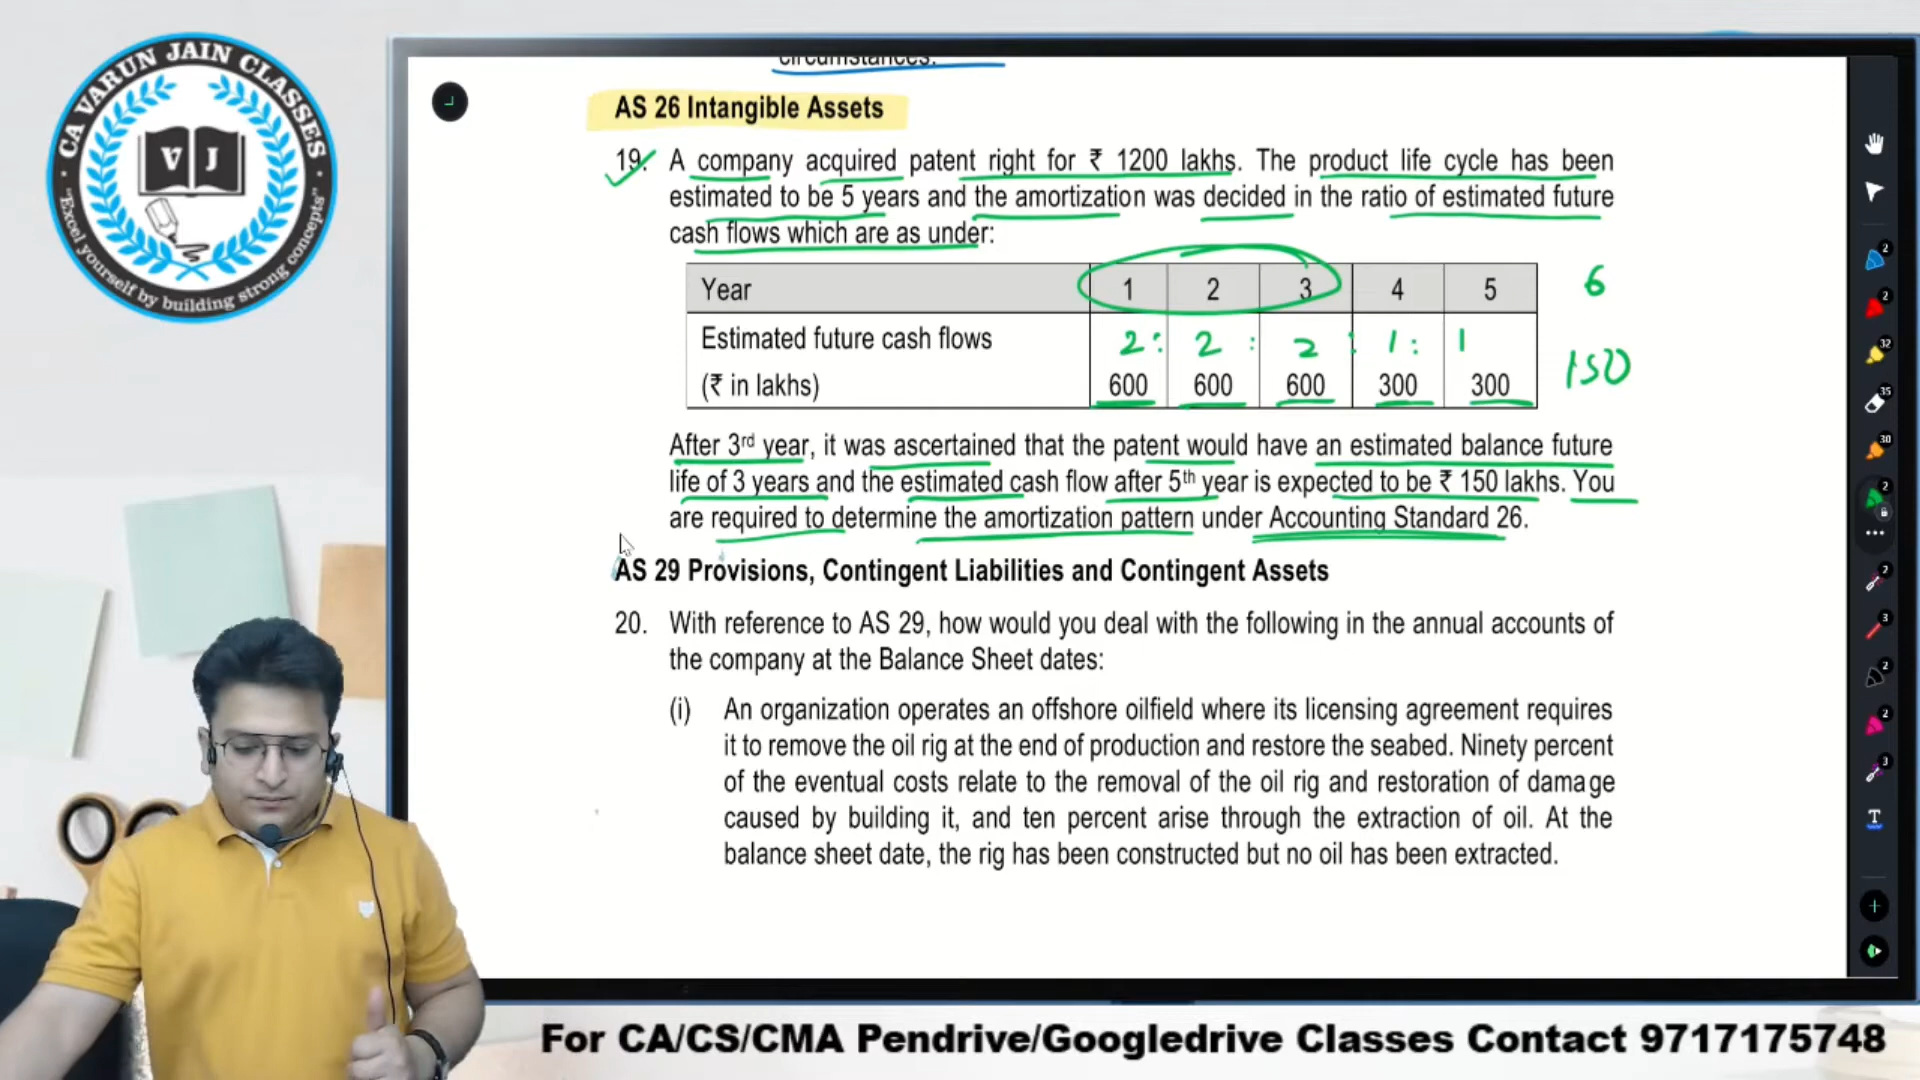 CA VARUN JAIN CLASSES
V J
"Excel yourself by building strong concepts"
circumstances.
AS 26 Intangible Assets
19. A company acquired patent right for ₹ 1200 lakhs. The product life cycle has been
estimated to be 5 years and the amortization was decided in the ratio of estimated future
cash flows which are as under:
Year 1 2 3 4 5 6
Estimated future cash flows 2 : 2 : 2 : 1 : 1
(₹ in lakhs) 600 600 600 300 300 150
After 3rd year, it was ascertained that the patent would have an estimated balance future
life of 3 years and the estimated cash flow after 5th year is expected to be ₹ 150 lakhs. You
are required to determine the amortization pattern under Accounting Standard 26.
AS 29 Provisions, Contingent Liabilities and Contingent Assets
20. With reference to AS 29, how would you deal with the following in the annual accounts of
the company at the Balance Sheet dates:
(i) An organization operates an offshore oilfield where its licensing agreement requires
it to remove the oil rig at the end of production and restore the seabed. Ninety percent
of the eventual costs relate to the removal of the oil rig and restoration of damage
caused by building it, and ten percent arise through the extraction of oil. At the
balance sheet date, the rig has been constructed but no oil has been extracted.
2
2
32
35
30
2
2
3
2
2
3
T
For CA/CS/CMA Pendrive/Googledrive Classes Contact 9717175748